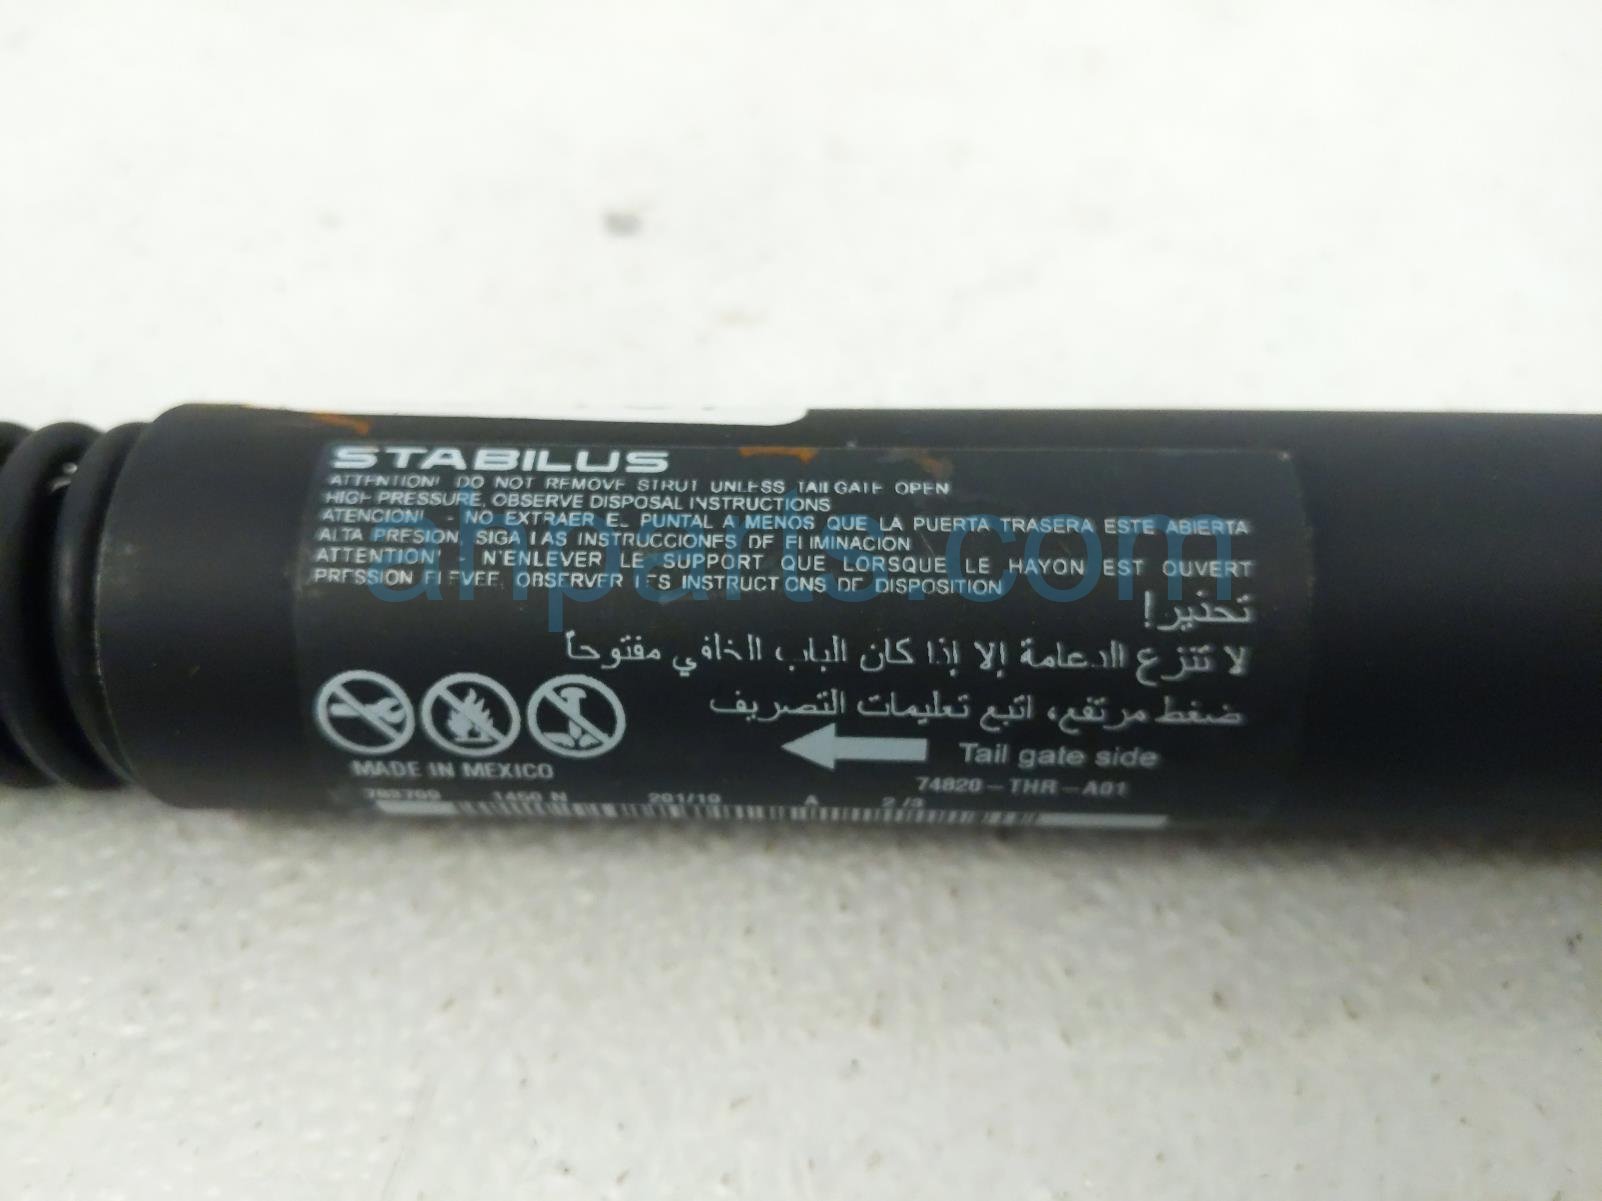 STABILUS
ATTENTION! DO NOT REMOVE STRUT UNLESS TAILGATE OPEN
HIGH PRESSURE, OBSERVE DISPOSAL INSTRUCTIONS
ATENCION! - NO EXTRAER EL PUNTAL A MENOS QUE LA PUERTA TRASERA ESTE ABIERTA
ALTA PRESION, SIGA LAS INSTRUCCIONES DE ELIMINACION
ATTENTION! N'ENLEVER LE SUPPORT QUE LORSQUE LE HAYON EST OUVERT
PRESSION ELEVEE, OBSERVER LES INSTRUCTIONS DE DISPOSITION
تحذير!
لا تنزع الدعامة إلا إذا كان الباب الخلفي مفتوحاً
ضغط مرتفع، اتبع تعليمات التصريف
Tail gate side
MADE IN MEXICO
74820-THR-A01
1450 N 201/19 A 2/3
ahparts.com